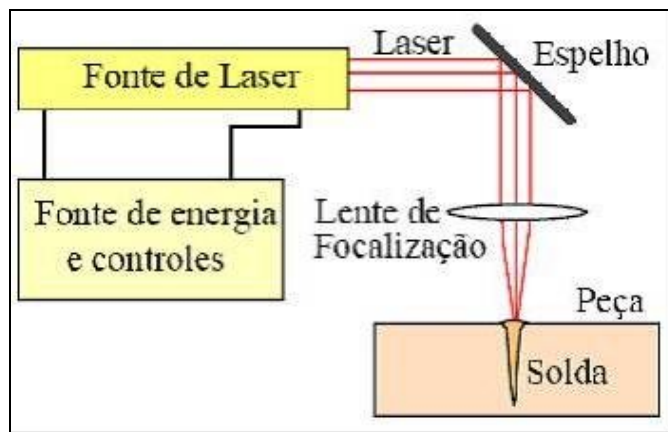 Laser
Espelho
Fonte de Laser
Fonte de energia
e controles
Lente de
Focalização
Peça
Solda